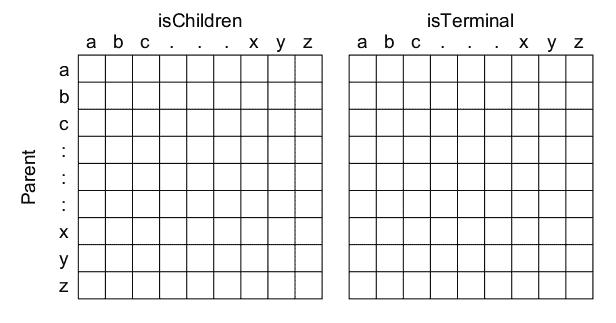 isChildren isTerminal
a b c . . . x y z a b c . . . x y z
a
b
c
:
:
:
x
y
z
Parent